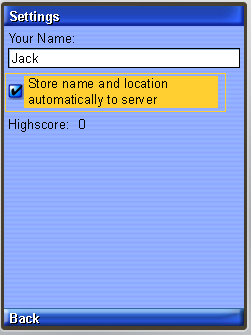 Settings
Your Name:
Jack
Store name and location
automatically to server
Highscore: 0
Back